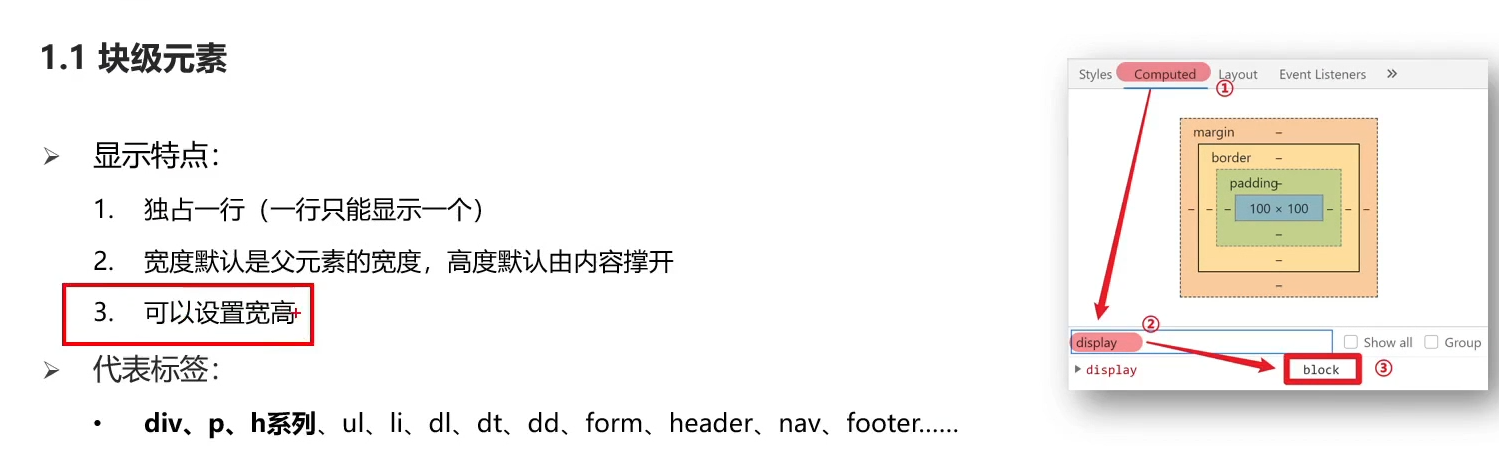 1.1 块级元素
显示特点：
1. 独占一行（一行只能显示一个）
2. 宽度默认是父元素的宽度，高度默认由内容撑开
3. 可以设置宽高
代表标签：
• div、p、h系列、ul、li、dl、dt、dd、form、header、nav、footer……
Styles Computed Layout Event Listeners »
①
margin –
border –
padding –
– – – 100 × 100 – – –
–
–
–
②
display Show all Group
display block ③